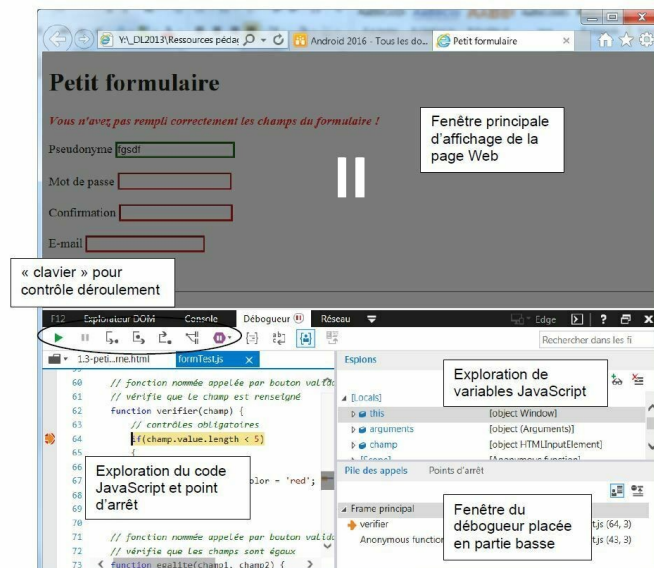 Y:\_DL2013\Ressources pédag
Android 2016 - Tous les do...
Petit formulaire
Petit formulaire
Vous n'avez pas rempli correctement les champs du formulaire !
Pseudonyme fgsdf
Mot de passe
Confirmation
E-mail
Fenêtre principale
d'affichage de la
page Web
« clavier » pour
contrôle déroulement
F12 Explorateur DOM Console Débogueur Réseau Edge ?
Rechercher dans les fi
1.3-peti...me.html formTest.js
Espions
60 // fonction nommée appelée par bouton valid
61 // vérifie que le champ est renseigné
62 function verifier(champ) {
63 // contrôles obligatoires
64 if(champ.value.length < 5)
65 {
66
67 olor = 'red';
68
69
70
71 // fonction nommée appelée par bouton valid
72 // vérifie que les champs sont égaux
73 function egalite(champ1, champ2) {
Exploration du code
JavaScript et point
d'arrêt
Exploration de
variables JavaScript
[Locals]
this [object Window]
arguments [object (Arguments)]
champ [object HTMLInputElement]
Pile des appels Points d'arrêt
Frame principal
verifier t.js (64, 3)
Anonymous function t.js (43, 3)
Fenêtre du
débogueur placée
en partie basse